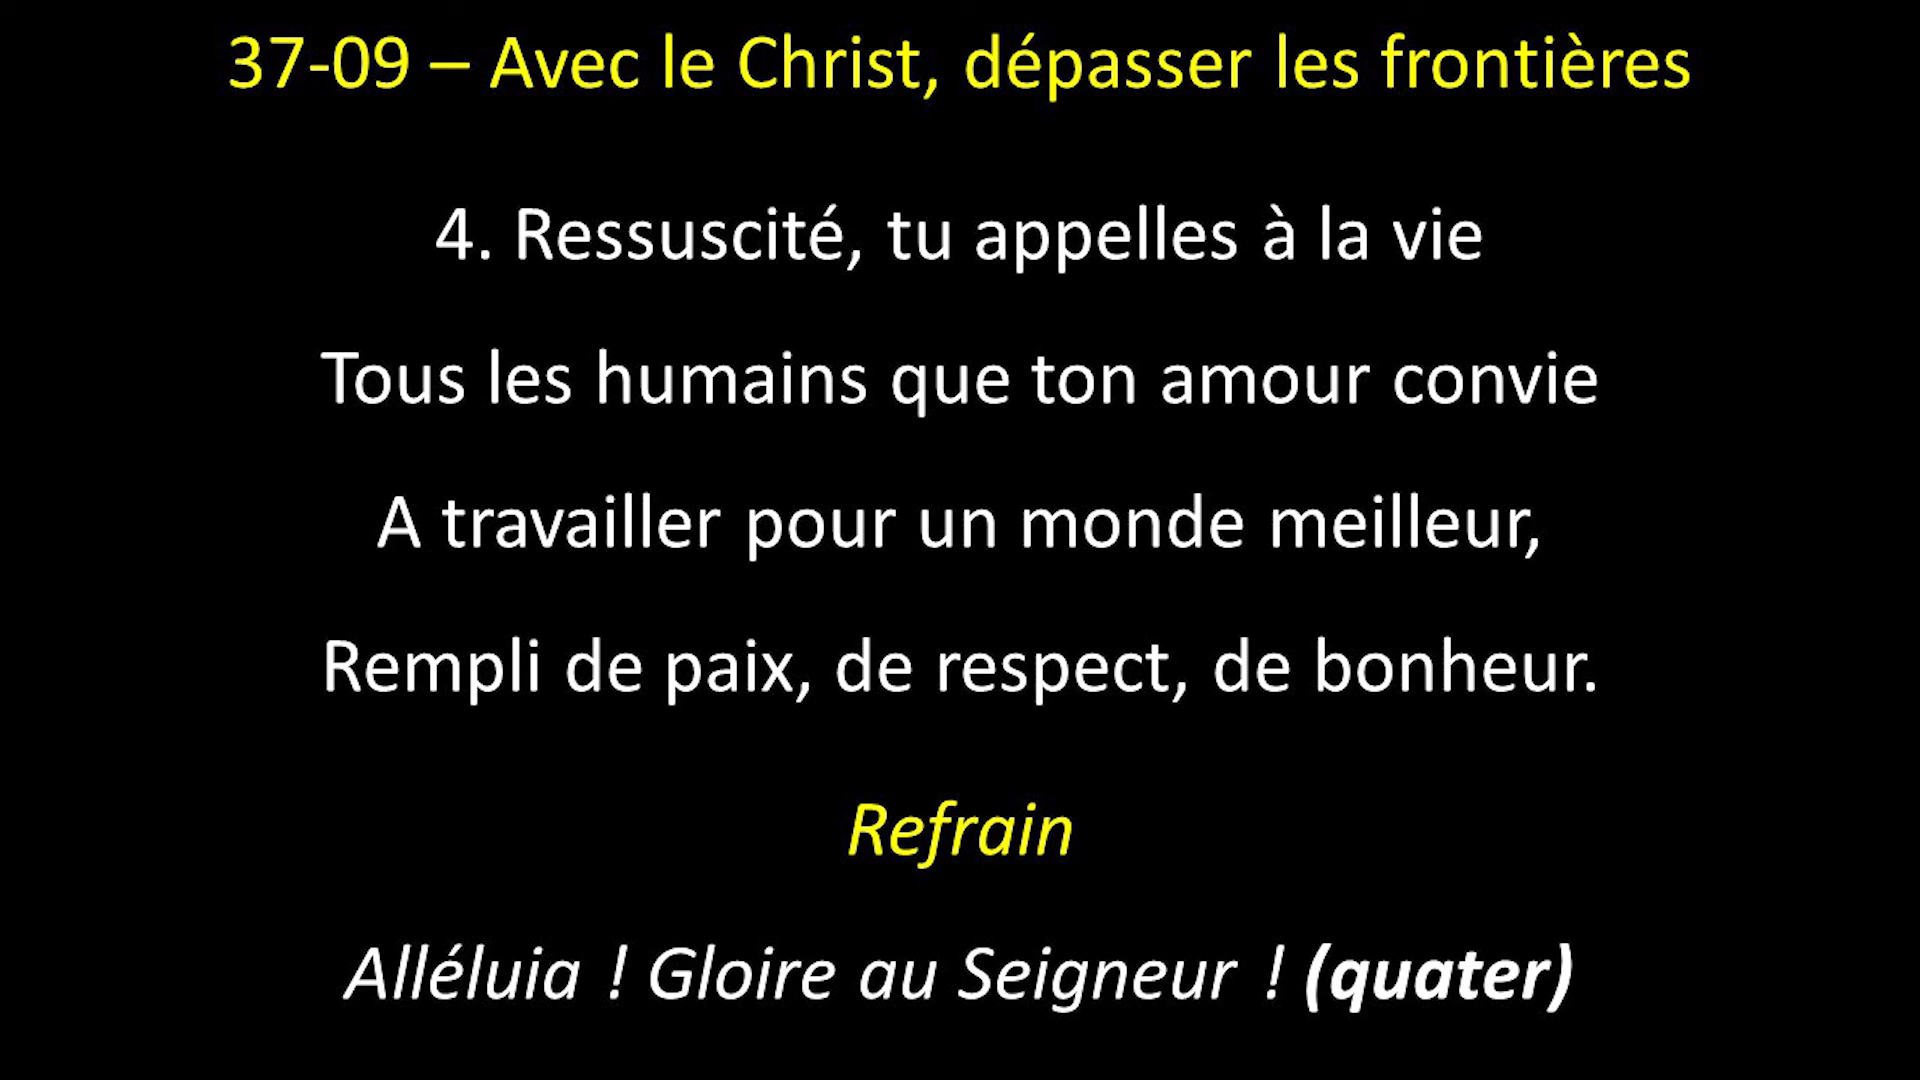 37-09 – Avec le Christ, dépasser les frontières
4. Ressuscité, tu appelles à la vie
Tous les humains que ton amour convie
A travailler pour un monde meilleur,
Rempli de paix, de respect, de bonheur.
Refrain
Alléluia ! Gloire au Seigneur ! (quater)